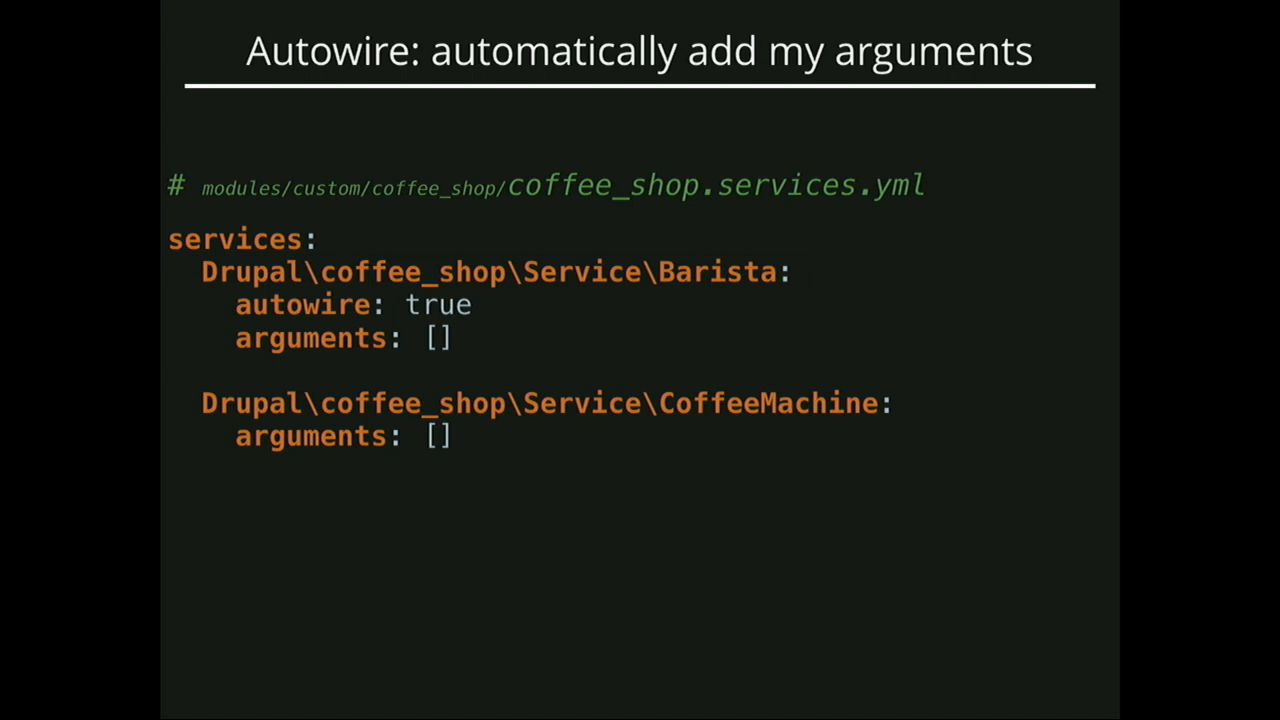 Autowire: automatically add my arguments
# modules/custom/coffee_shop/coffee_shop.services.yml
services:
  Drupal\coffee_shop\Service\Barista:
    autowire: true
    arguments: []
  Drupal\coffee_shop\Service\CoffeeMachine:
    arguments: []